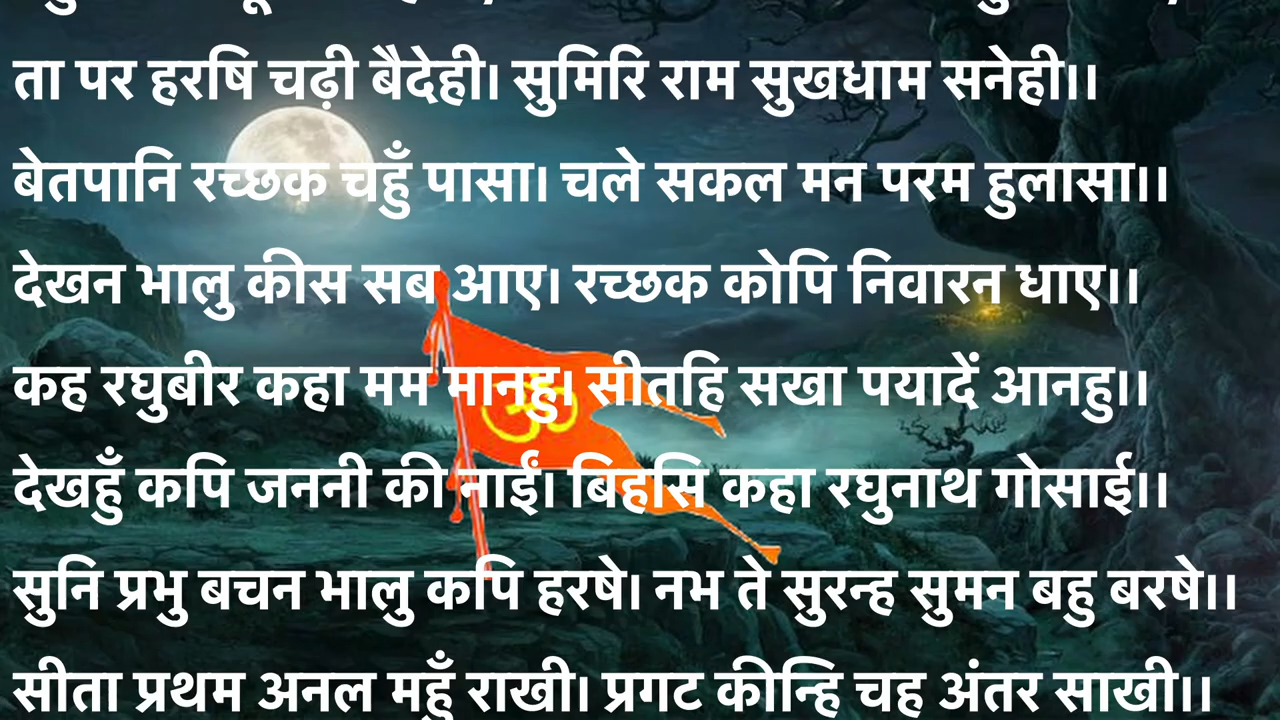 ता पर हरषि चढ़ी बैदेही। सुमिरि राम सुखधाम सनेही।।
बेतपानि रच्छक चहुँ पासा। चले सकल मन परम हुलासा।।
देखन भालु कीस सब आए। रच्छक कोपि निवारन धाए।।
कह रघुबीर कहा मम मानहु। सीतहि सखा पयादें आनहु।।
देखहुँ कपि जननी की नाईं। बिहसि कहा रघुनाथ गोसाई।।
सुनि प्रभु बचन भालु कपि हरषे। नभ ते सुरन्ह सुमन बहु बरषे।।
सीता प्रथम अनल महुँ राखी। प्रगट कीन्हि चह अंतर साखी।।
ॐ